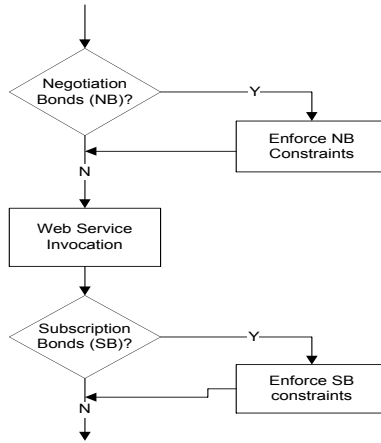 Negotiation
Bonds (NB)?
Y
Enforce NB
Constraints
N
Web Service
Invocation
Subscription
Bonds (SB)?
Y
Enforce SB
constraints
N